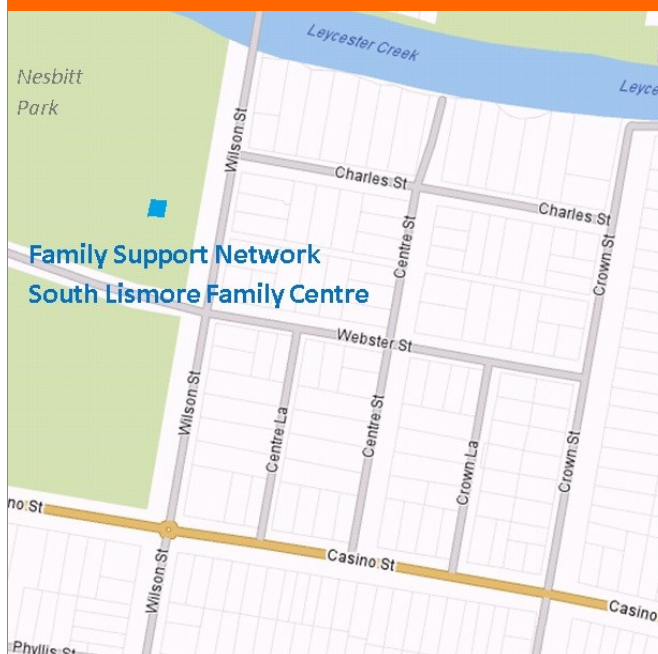 Leycester Creek
Nesbitt
Park
Leyce
Wilson St
Charles St
Charles St
Centre St
Crown St
Family Support Network
South Lismore Family Centre
Webster St
Wilson St
Centre La
Centre St
Crown La
Crown St
no St
Casino St
Wilson St
Casino
Phyllis St